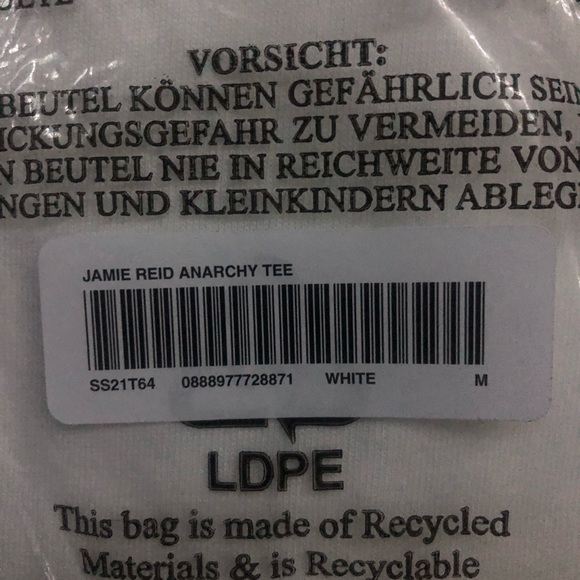 VORSICHT:
BEUTEL KÖNNEN GEFÄHRLICH SEIN
ICKUNGSGEFAHR ZU VERMEIDEN,
N BEUTEL NIE IN REICHWEITE VON
NGEN UND KLEINKINDERN ABLEG
JAMIE REID ANARCHY TEE
SS21T64 0888977728871 WHITE M
LDPE
This bag is made of Recycled
Materials & is Recyclable